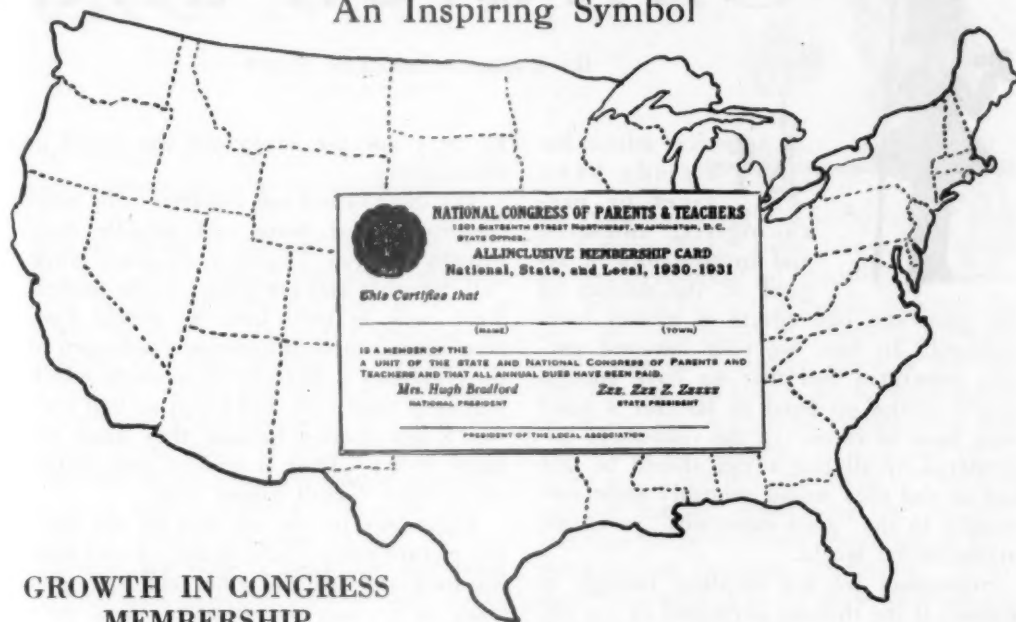 An Inspiring Symbol
NATIONAL CONGRESS OF PARENTS & TEACHERS
1201 SIXTEENTH STREET NORTHWEST, WASHINGTON, D.C.
STATE OFFICE.
ALLINCLUSIVE MEMBERSHIP CARD
National, State, and Local, 1930-1931
This Certifies that
(NAME) (TOWN)
IS A MEMBER OF THE
A UNIT OF THE STATE AND NATIONAL CONGRESS OF PARENTS AND
TEACHERS AND THAT ALL ANNUAL DUES HAVE BEEN PAID.
Mrs. Hugh Bradford Zzz. Zzz Z. Zzzzz
NATIONAL PRESIDENT STATE PRESIDENT
PRESIDENT OF THE LOCAL ASSOCIATION
GROWTH IN CONGRESS
MEMBERSHIP